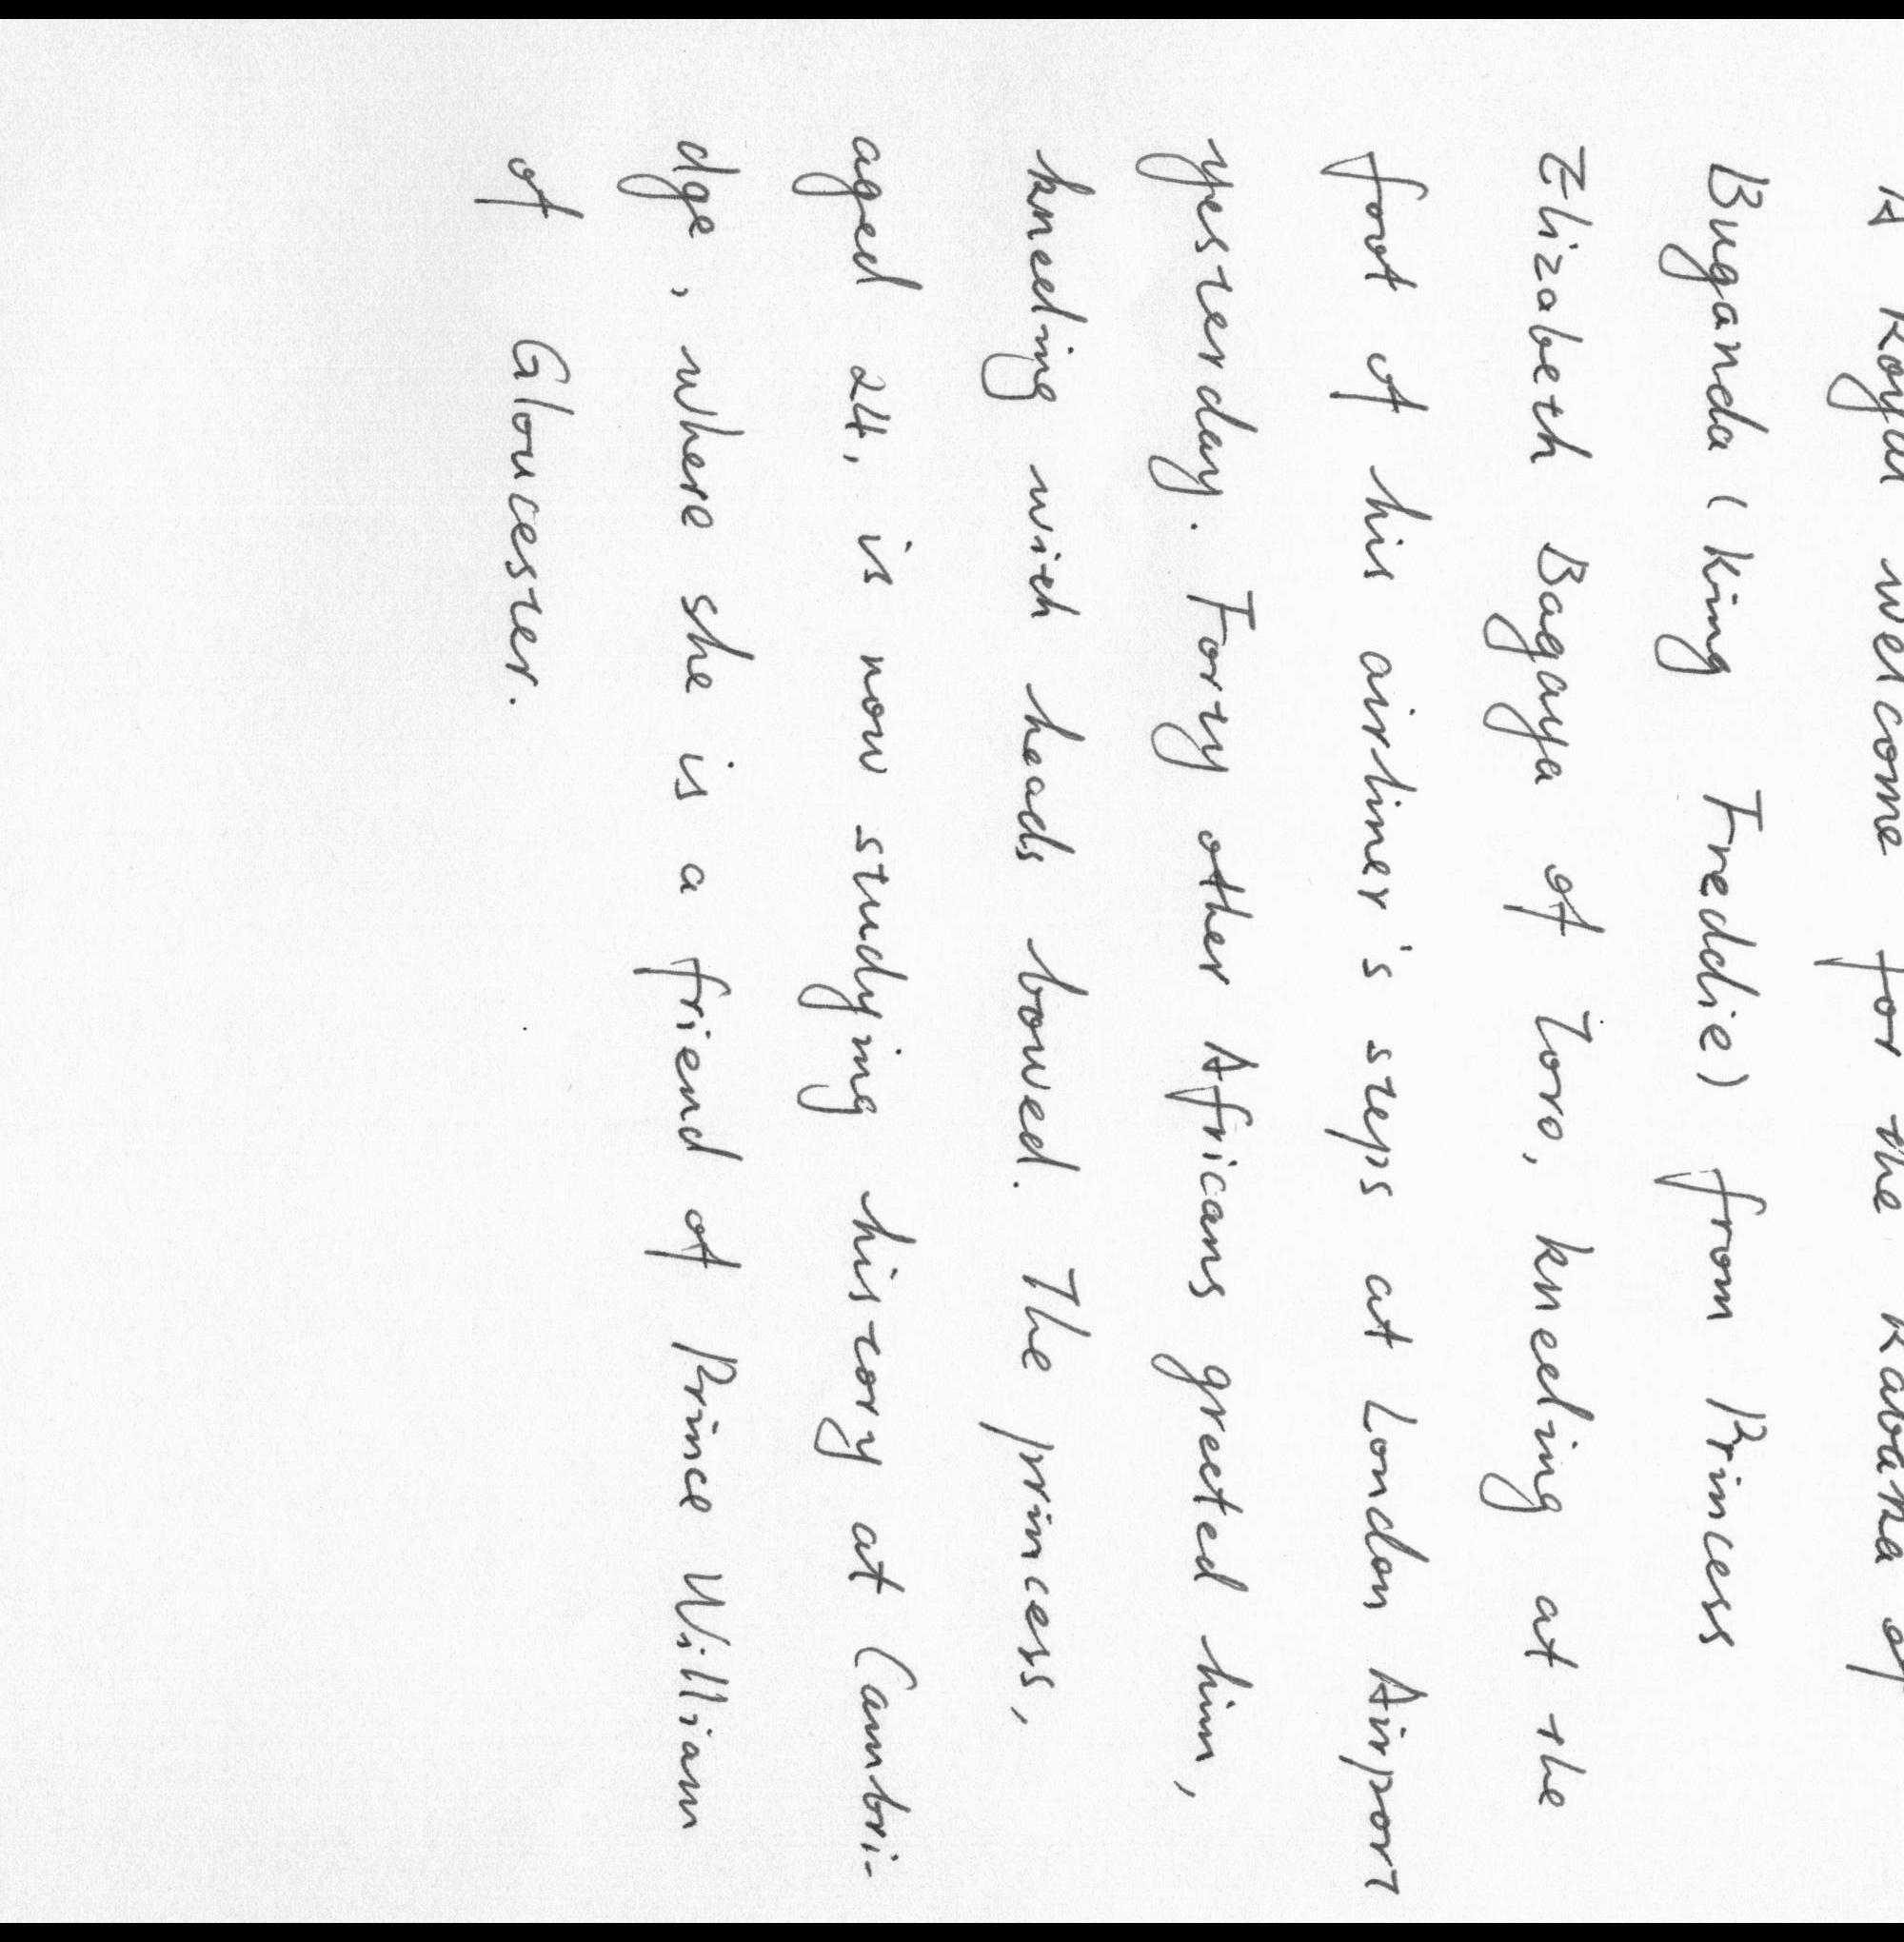 A Royal welcome for the Kabaka of
Buganda (King Freddie) from Princess
Elizabeth Bagaya of Toro, kneeling at the
foot of his airliner's steps at London Airport
yesterday. Forty other Africans greeted him,
kneeling with heads bowed. The princess,
aged 24, is now studying history at Cambri-
dge, where she is a friend of Prince William
of Gloucester.